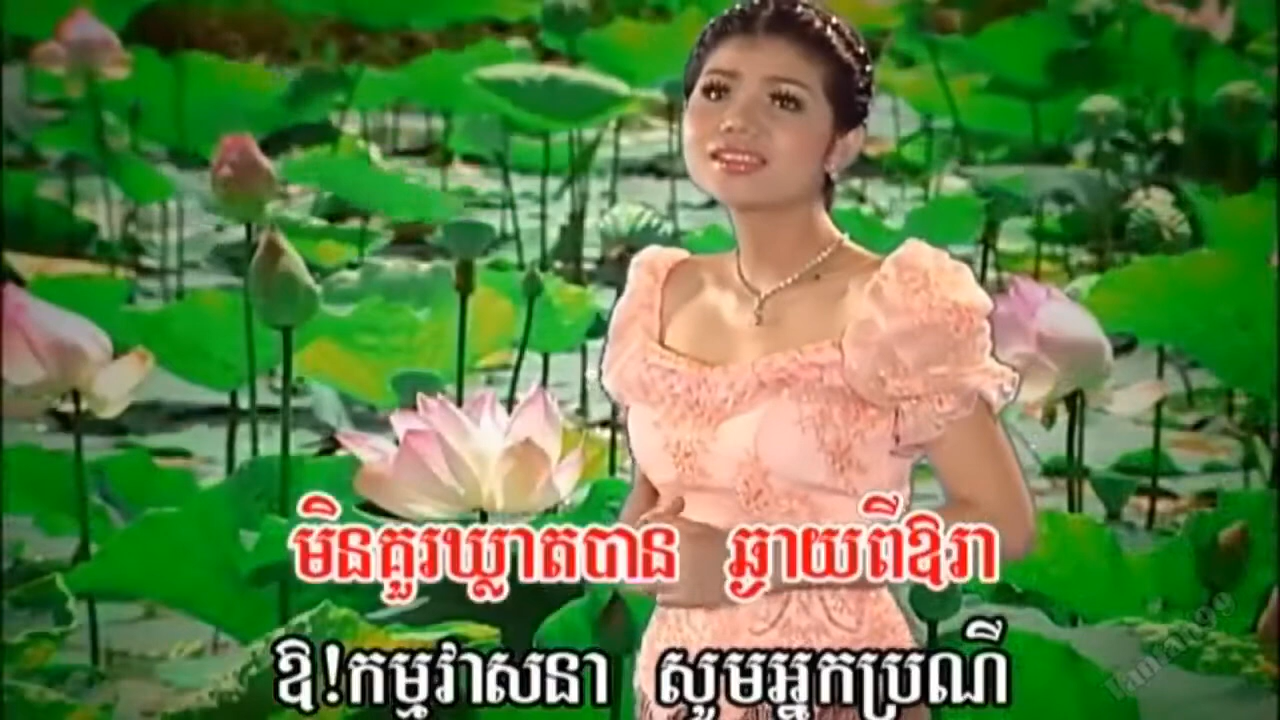 មិនគួរឃ្លាតបាន ឆ្ងាយពីឱរា
ឱ!កម្មវាសនា សូមអ្នកប្រណី